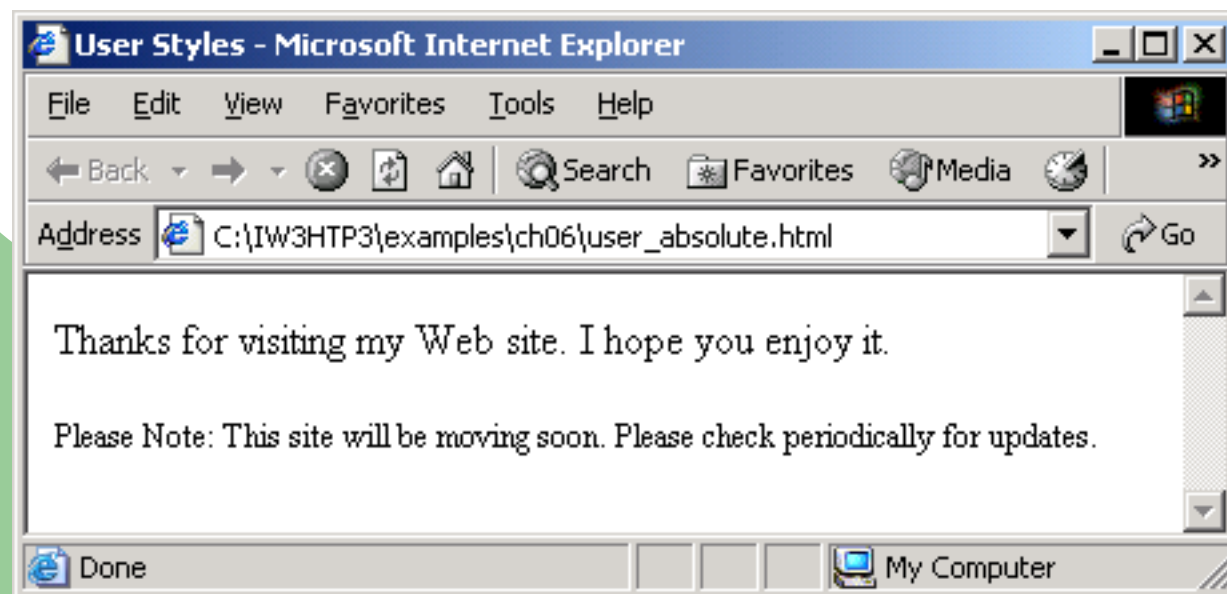 User Styles - Microsoft Internet Explorer
File Edit View Favorites Tools Help
Back Search Favorites Media »
Address C:\IW3HTP3\examples\ch06\user_absolute.html Go
Thanks for visiting my Web site. I hope you enjoy it.
Please Note: This site will be moving soon. Please check periodically for updates.
Done My Computer